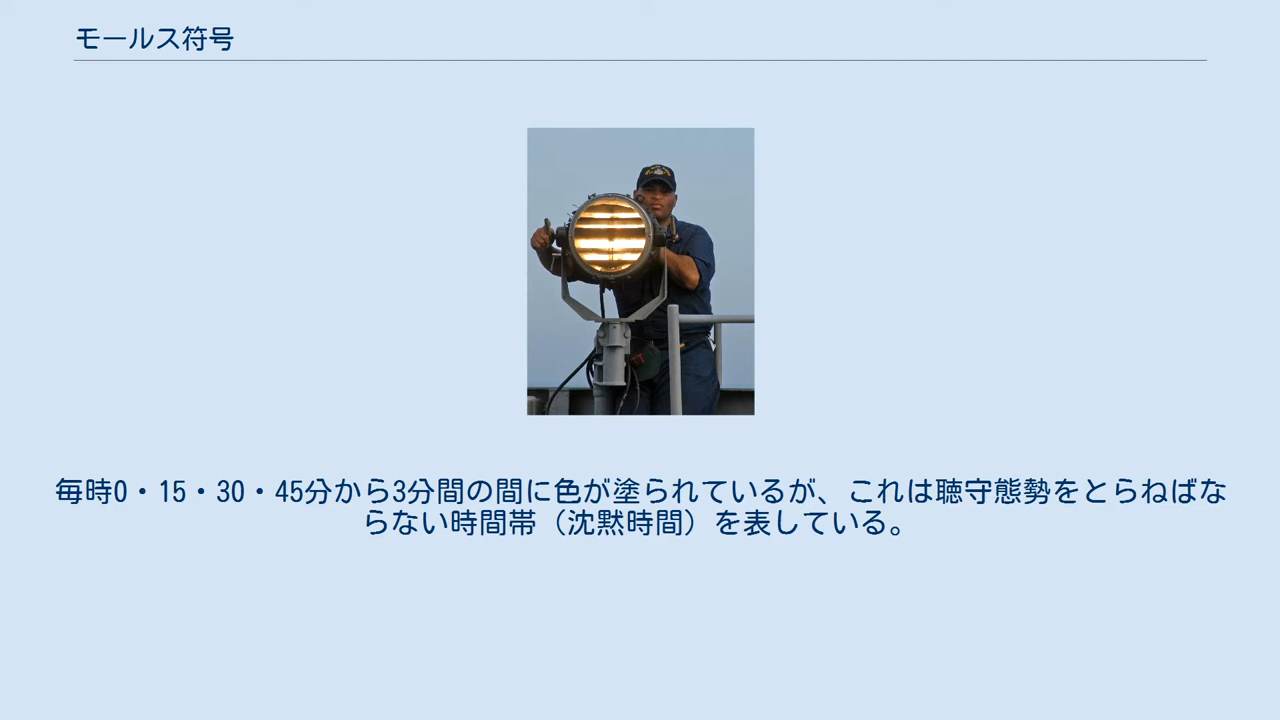 モールス符号
毎時0・15・30・45分から3分間の間に色が塗られているが、これは聴守態勢をとらねばな
らない時間帯（沈黙時間）を表している。